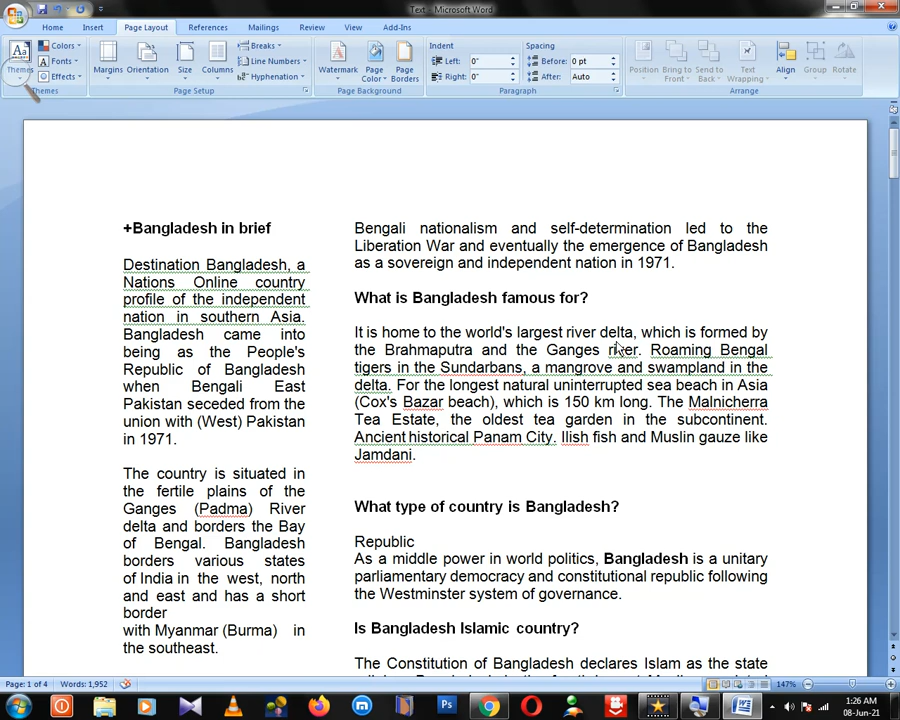 Text - Microsoft Word
Home Insert Page Layout References Mailings Review View Add-Ins
Themes Colors Fonts Effects Themes
Margins Orientation Size Columns Breaks Line Numbers Hyphenation Page Setup
Watermark Page Color Page Borders Page Background
Indent Left: 0" Right: 0" Spacing Before: 0 pt After: Auto Paragraph
Position Bring to Front Send to Back Text Wrapping Align Group Rotate Arrange
+Bangladesh in brief
Destination Bangladesh, a
Nations Online country
profile of the independent
nation in southern Asia.
Bangladesh came into
being as the People's
Republic of Bangladesh
when Bengali East
Pakistan seceded from the
union with (West) Pakistan
in 1971.
The country is situated in
the fertile plains of the
Ganges (Padma) River
delta and borders the Bay
of Bengal. Bangladesh
borders various states
of India in the west, north
and east and has a short
border
with Myanmar (Burma) in
the southeast.
Bengali nationalism and self-determination led to the
Liberation War and eventually the emergence of Bangladesh
as a sovereign and independent nation in 1971.
What is Bangladesh famous for?
It is home to the world's largest river delta, which is formed by
the Brahmaputra and the Ganges river. Roaming Bengal
tigers in the Sundarbans, a mangrove and swampland in the
delta. For the longest natural uninterrupted sea beach in Asia
(Cox's Bazar beach), which is 150 km long. The Malnicherra
Tea Estate, the oldest tea garden in the subcontinent.
Ancient historical Panam City. Ilish fish and Muslin gauze like
Jamdani.
What type of country is Bangladesh?
Republic
As a middle power in world politics, Bangladesh is a unitary
parliamentary democracy and constitutional republic following
the Westminster system of governance.
Is Bangladesh Islamic country?
The Constitution of Bangladesh declares Islam as the state
Page: 1 of 4 Words: 1,952 147%
Ps
1:26 AM
08-Jun-21